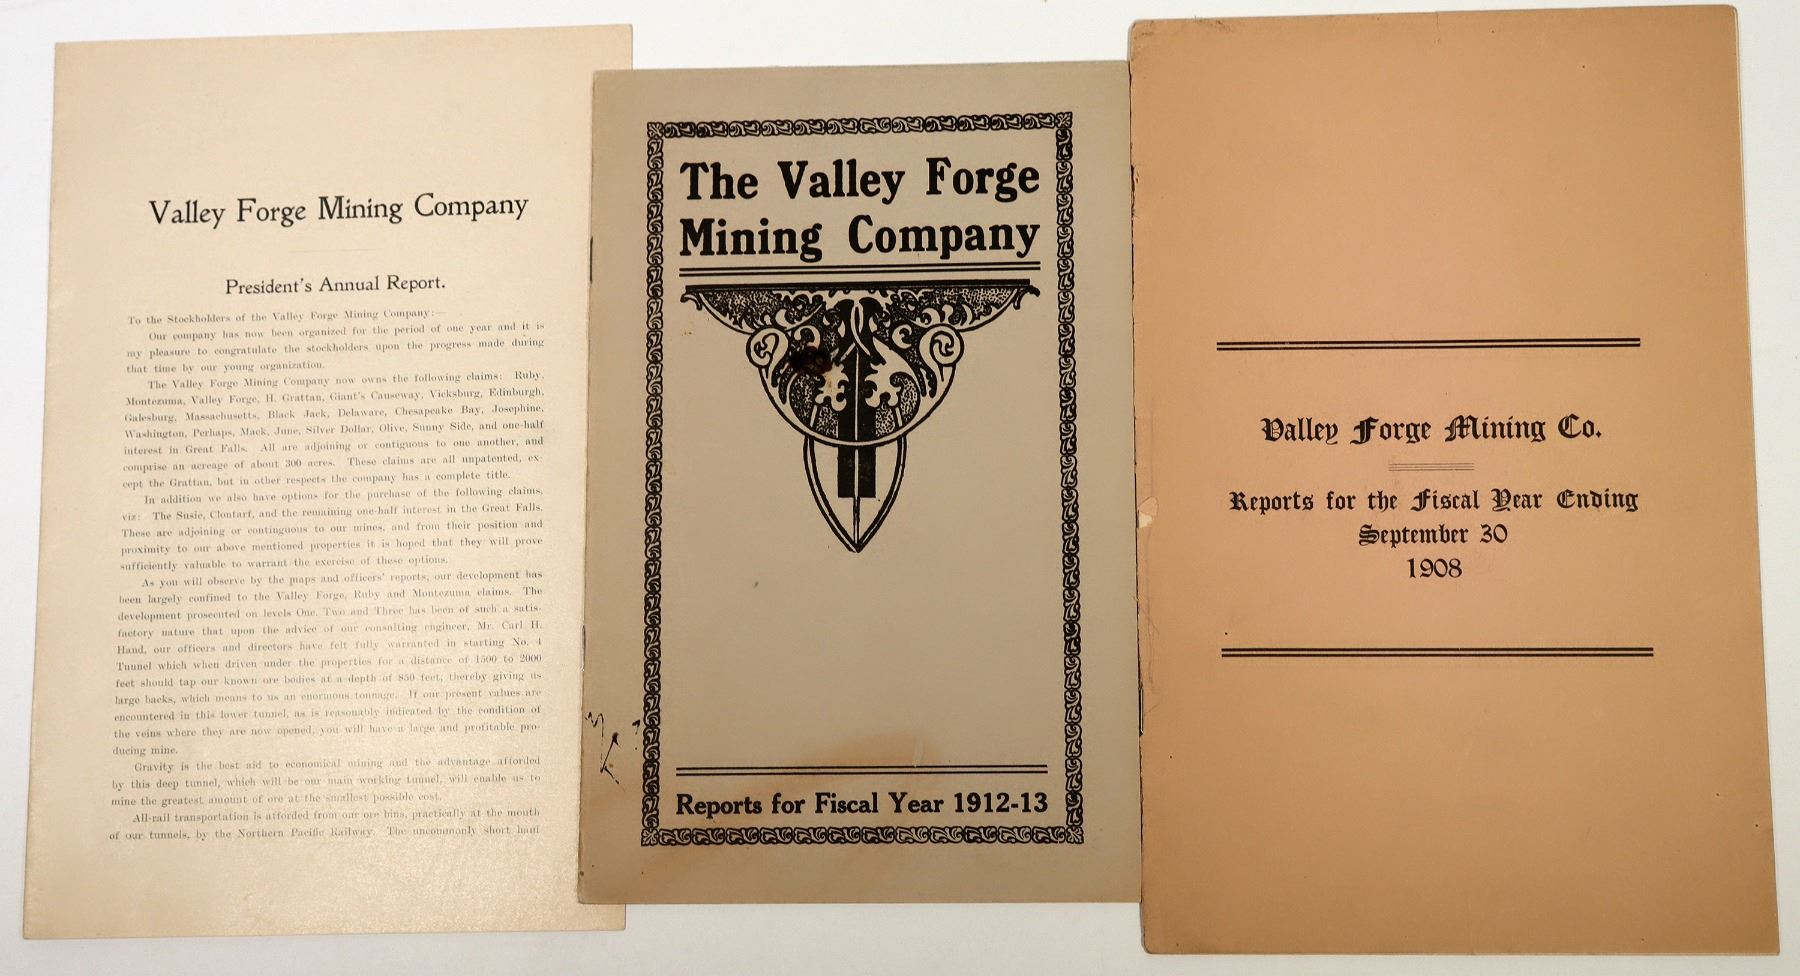 Valley Forge Mining Company
President's Annual Report.
To the Stockholders of the Valley Forge Mining Company:—
Our company has now been organized for the period of one year and it is
my pleasure to congratulate the stockholders upon the progress made during
that time by our young organization.
The Valley Forge Mining Company now owns the following claims: Ruby,
Montezuma, Valley Forge, H. Grattan, Giant's Causeway, Vicksburg, Edinburgh,
Galesburg, Massachusetts, Black Jack, Delaware, Chesapeake Bay, Josephine,
Washington, Perhaps, Mack, June, Silver Dollar, Olive, Sunny Side, and one-half
interest in Great Falls. All are adjoining or contiguous to one another, and
comprise an acreage of about 300 acres. These claims are all unpatented, ex-
cept the Grattan, but in other respects the company has a complete title.
In addition we also have options for the purchase of the following claims,
viz: The Susie, Clontarf, and the remaining one-half interest in the Great Falls.
These are adjoining or continguous to our mines, and from their position and
proximity to our above mentioned properties it is hoped that they will prove
sufficiently valuable to warrant the exercise of these options.
As you will observe by the maps and officers' reports, our development has
been largely confined to the Valley Forge, Ruby and Montezuma claims. The
development prosecuted on levels One, Two and Three has been of such a satis-
factory nature that upon the advice of our consulting engineer, Mr. Carl H.
Hand, our officers and directors have felt fully warranted in starting No. 4
Tunnel which when driven under the properties for a distance of 1500 to 2000
feet should tap our known ore bodies at a depth of 850 feet, thereby giving us
large backs, which means to us an enormous tonnage. If our present values are
encountered in this lower tunnel, as is reasonably indicated by the condition of
the veins where they are now opened, you will have a large and profitable pro-
ducing mine.
Gravity is the best aid to economical mining and the advantage afforded
by this deep tunnel, which will be our main working tunnel, will enable us to
mine the greatest amount of ore at the smallest possible cost.
All-rail transportation is afforded from our ore bins, practically at the mouth
of our tunnels, by the Northern Pacific Railway. The uncommonly short haul
The Valley Forge
Mining Company
Reports for Fiscal Year 1912-13
Valley Forge Mining Co.
Reports for the Fiscal Year Ending
September 30
1908